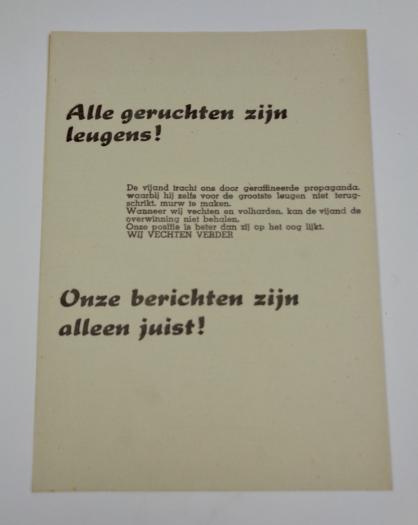 Alle geruchten zijn
leugens!
De vijand tracht ons door geraffineerde propaganda,
waarbij hij zelfs voor de grootste leugen niet terug-
schrikt, murw te maken.
Wanneer wij vechten en volharden, kan de vijand de
overwinning niet behalen.
Onze positie is beter dan zij op het oog lijkt.
WIJ VECHTEN VERDER
Onze berichten zijn
alleen juist!